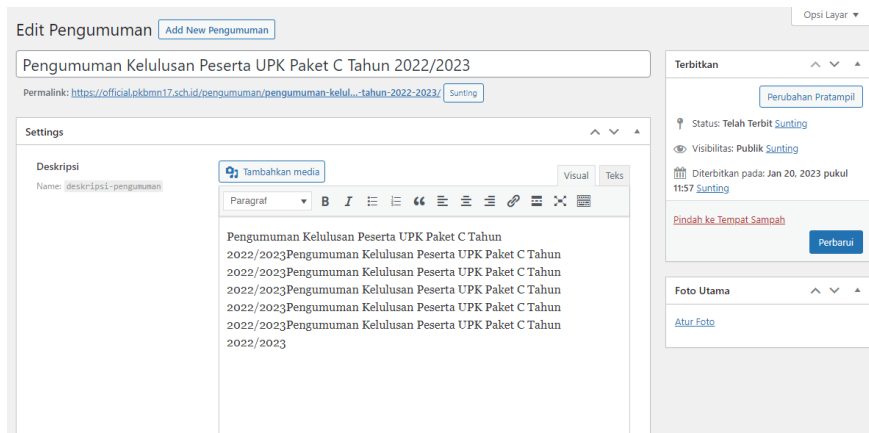 Opsi Layar
Edit Pengumuman Add New Pengumuman
Pengumuman Kelulusan Peserta UPK Paket C Tahun 2022/2023
Permalink: https://official.pkbmn17.sch.id/pengumuman/pengumuman-kelul...-tahun-2022-2023/ Sunting
Settings
Deskripsi
Name: deskripsi-pengumuman
Tambahkan media
Visual Teks
Paragraf B I
Pengumuman Kelulusan Peserta UPK Paket C Tahun
2022/2023Pengumuman Kelulusan Peserta UPK Paket C Tahun
2022/2023Pengumuman Kelulusan Peserta UPK Paket C Tahun
2022/2023Pengumuman Kelulusan Peserta UPK Paket C Tahun
2022/2023Pengumuman Kelulusan Peserta UPK Paket C Tahun
2022/2023Pengumuman Kelulusan Peserta UPK Paket C Tahun
2022/2023
Terbitkan
Perubahan Pratampil
Status: Telah Terbit Sunting
Visibilitas: Publik Sunting
Diterbitkan pada: Jan 20, 2023 pukul
11:57 Sunting
Pindah ke Tempat Sampah
Perbarui
Foto Utama
Atur Foto